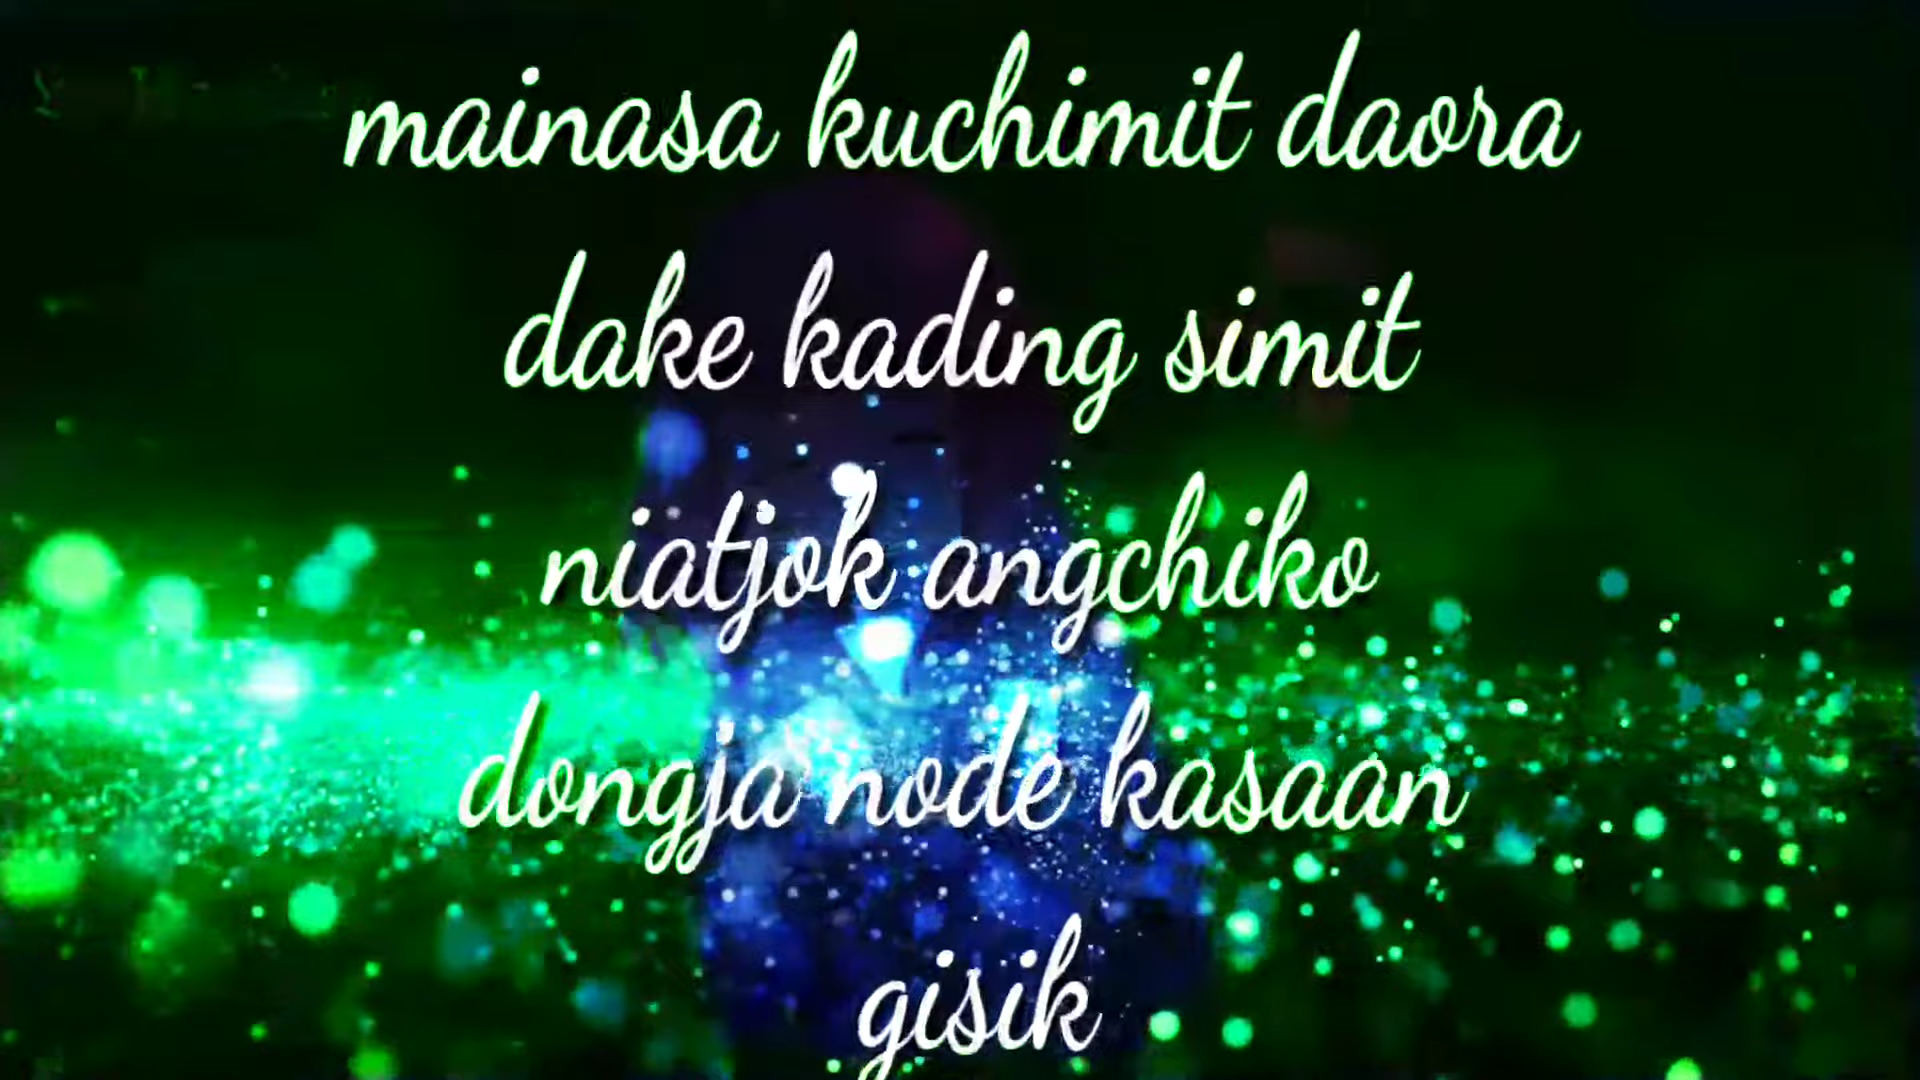 mainasa kuchimit daora
dake kading simit
niatjok angchiko
dongja node kasaan
gisik